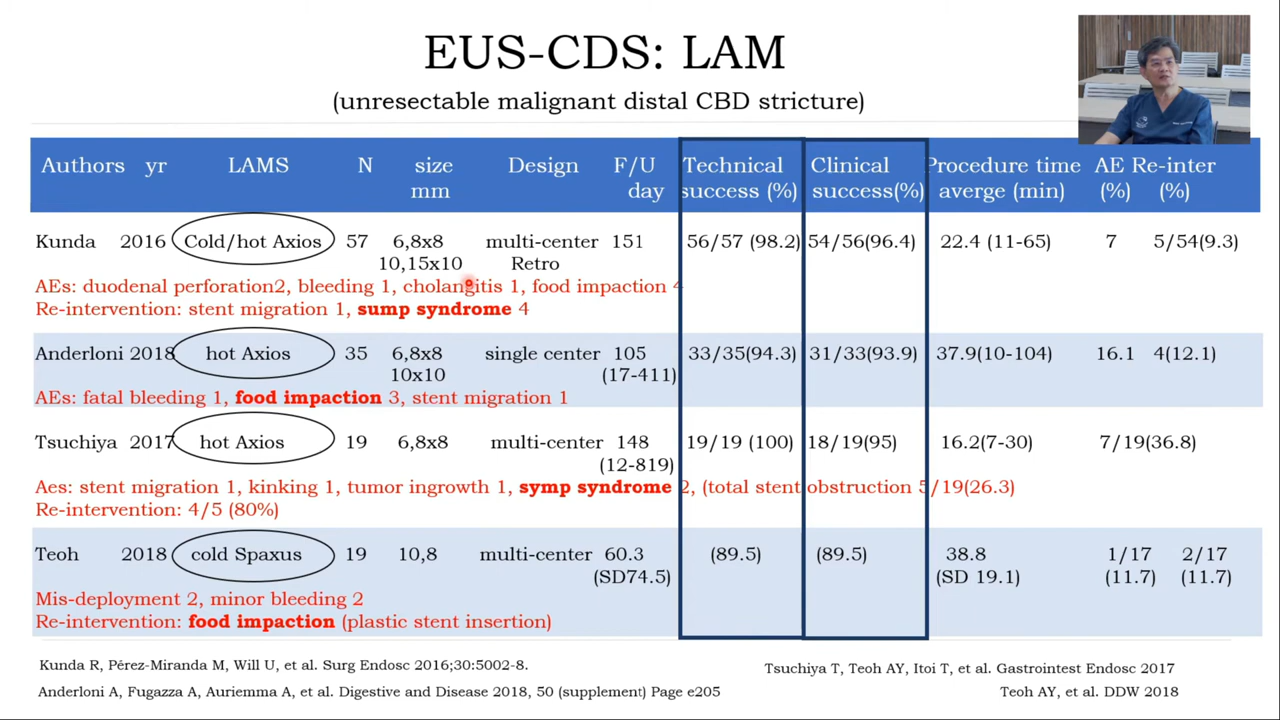 EUS-CDS: LAM
(unresectable malignant distal CBD stricture)
Authors yr LAMS N size mm Design F/U day Technical success (%) Clinical success(%) Procedure time averge (min) AE (%) Re-inter (%)
Kunda 2016 Cold/hot Axios 57 6,8x8 multi-center 151 56/57 (98.2) 54/56(96.4) 22.4 (11-65) 7 5/54(9.3)
10,15x10 Retro
AEs: duodenal perforation2, bleeding 1, cholangitis 1, food impaction 4
Re-intervention: stent migration 1, sump syndrome 4
Anderloni 2018 hot Axios 35 6,8x8 single center 105 33/35(94.3) 31/33(93.9) 37.9(10-104) 16.1 4(12.1)
10x10 (17-411)
AEs: fatal bleeding 1, food impaction 3, stent migration 1
Tsuchiya 2017 hot Axios 19 6,8x8 multi-center 148 19/19 (100) 18/19(95) 16.2(7-30) 7/19(36.8)
(12-819)
Aes: stent migration 1, kinking 1, tumor ingrowth 1, symp syndrome 2, (total stent obstruction 5/19(26.3)
Re-intervention: 4/5 (80%)
Teoh 2018 cold Spaxus 19 10,8 multi-center 60.3 (89.5) (89.5) 38.8 1/17 2/17
(SD74.5) (SD 19.1) (11.7) (11.7)
Mis-deployment 2, minor bleeding 2
Re-intervention: food impaction (plastic stent insertion)
Kunda R, Pérez-Miranda M, Will U, et al. Surg Endosc 2016;30:5002-8.
Tsuchiya T, Teoh AY, Itoi T, et al. Gastrointest Endosc 2017
Anderloni A, Fugazza A, Auriemma A, et al. Digestive and Disease 2018, 50 (supplement) Page e205
Teoh AY, et al. DDW 2018